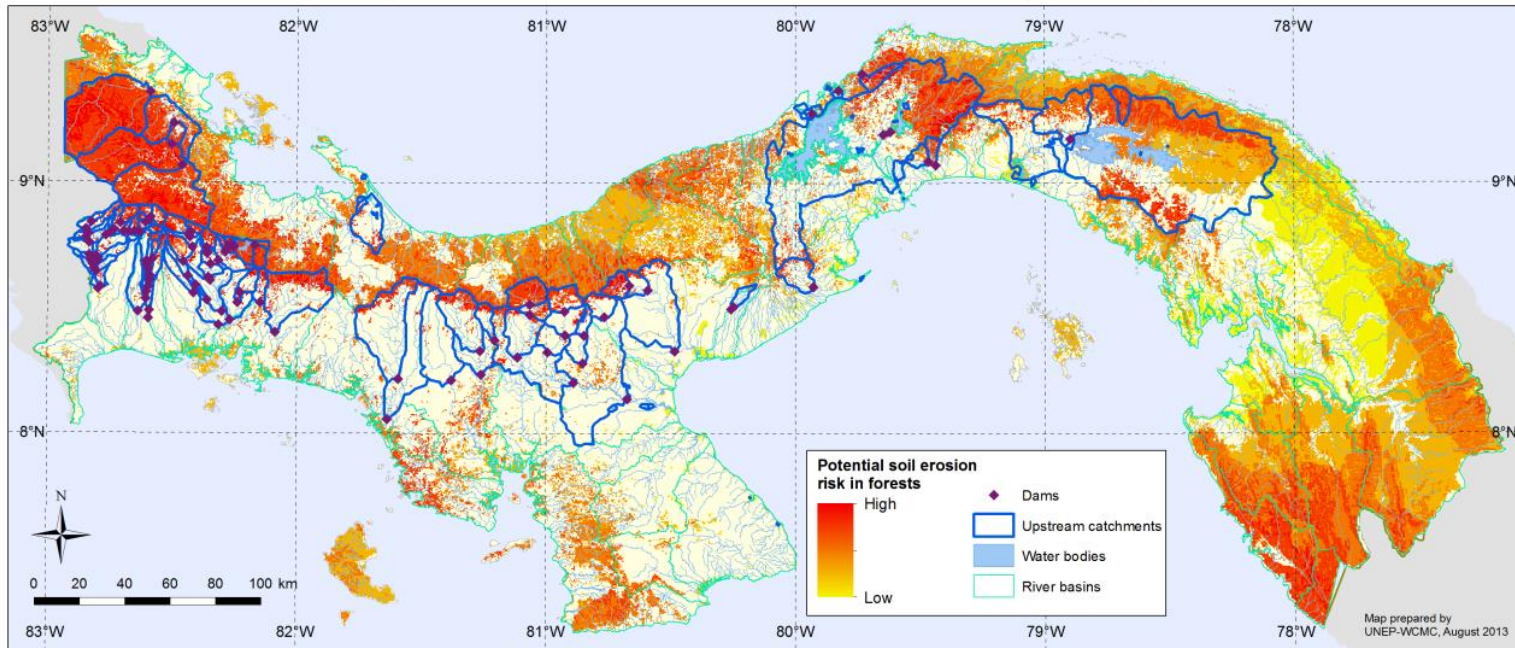 83°W 82°W 81°W 80°W 79°W 78°W
9°N 9°N
8°N 8°N
Potential soil erosion
risk in forests
High
Low
Dams
Upstream catchments
Water bodies
River basins
N
0 20 40 60 80 100 km
Map prepared by
UNEP-WCMC, August 2013
83°W 82°W 81°W 80°W 79°W 78°W